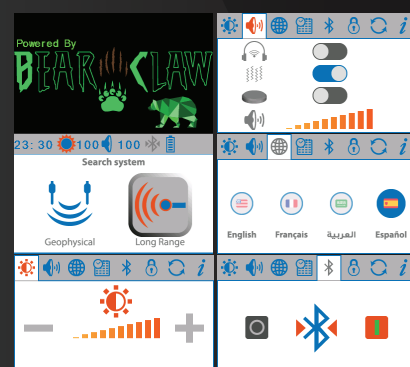 Powered By
BEAR CLAW
23: 30 100 100
Search system
Geophysical Long Range
English Français العربية Español